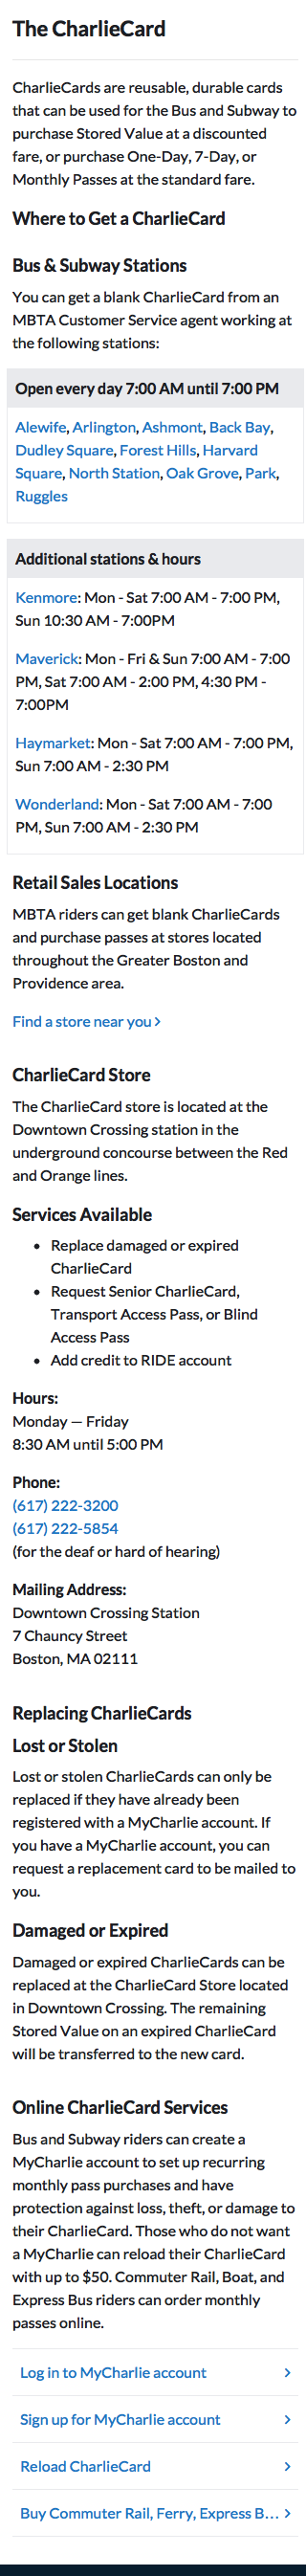 The CharlieCard
CharlieCards are reusable, durable cards
that can be used for the Bus and Subway to
purchase Stored Value at a discounted
fare, or purchase One-Day, 7-Day, or
Monthly Passes at the standard fare.
Where to Get a CharlieCard
Bus & Subway Stations
You can get a blank CharlieCard from an
MBTA Customer Service agent working at
the following stations:
Open every day 7:00 AM until 7:00 PM
Alewife, Arlington, Ashmont, Back Bay,
Dudley Square, Forest Hills, Harvard
Square, North Station, Oak Grove, Park,
Ruggles
Additional stations & hours
Kenmore: Mon - Sat 7:00 AM - 7:00 PM,
Sun 10:30 AM - 7:00PM
Maverick: Mon - Fri & Sun 7:00 AM - 7:00
PM, Sat 7:00 AM - 2:00 PM, 4:30 PM -
7:00PM
Haymarket: Mon - Sat 7:00 AM - 7:00 PM,
Sun 7:00 AM - 2:30 PM
Wonderland: Mon - Sat 7:00 AM - 7:00
PM, Sun 7:00 AM - 2:30 PM
Retail Sales Locations
MBTA riders can get blank CharlieCards
and purchase passes at stores located
throughout the Greater Boston and
Providence area.
Find a store near you >
CharlieCard Store
The CharlieCard store is located at the
Downtown Crossing station in the
underground concourse between the Red
and Orange lines.
Services Available
• Replace damaged or expired
CharlieCard
• Request Senior CharlieCard,
Transport Access Pass, or Blind
Access Pass
• Add credit to RIDE account
Hours:
Monday — Friday
8:30 AM until 5:00 PM
Phone:
(617) 222-3200
(617) 222-5854
(for the deaf or hard of hearing)
Mailing Address:
Downtown Crossing Station
7 Chauncy Street
Boston, MA 02111
Replacing CharlieCards
Lost or Stolen
Lost or stolen CharlieCards can only be
replaced if they have already been
registered with a MyCharlie account. If
you have a MyCharlie account, you can
request a replacement card to be mailed to
you.
Damaged or Expired
Damaged or expired CharlieCards can be
replaced at the CharlieCard Store located
in Downtown Crossing. The remaining
Stored Value on an expired CharlieCard
will be transferred to the new card.
Online CharlieCard Services
Bus and Subway riders can create a
MyCharlie account to set up recurring
monthly pass purchases and have
protection against loss, theft, or damage to
their CharlieCard. Those who do not want
a MyCharlie can reload their CharlieCard
with up to $50. Commuter Rail, Boat, and
Express Bus riders can order monthly
passes online.
Log in to MyCharlie account >
Sign up for MyCharlie account >
Reload CharlieCard >
Buy Commuter Rail, Ferry, Express B... >